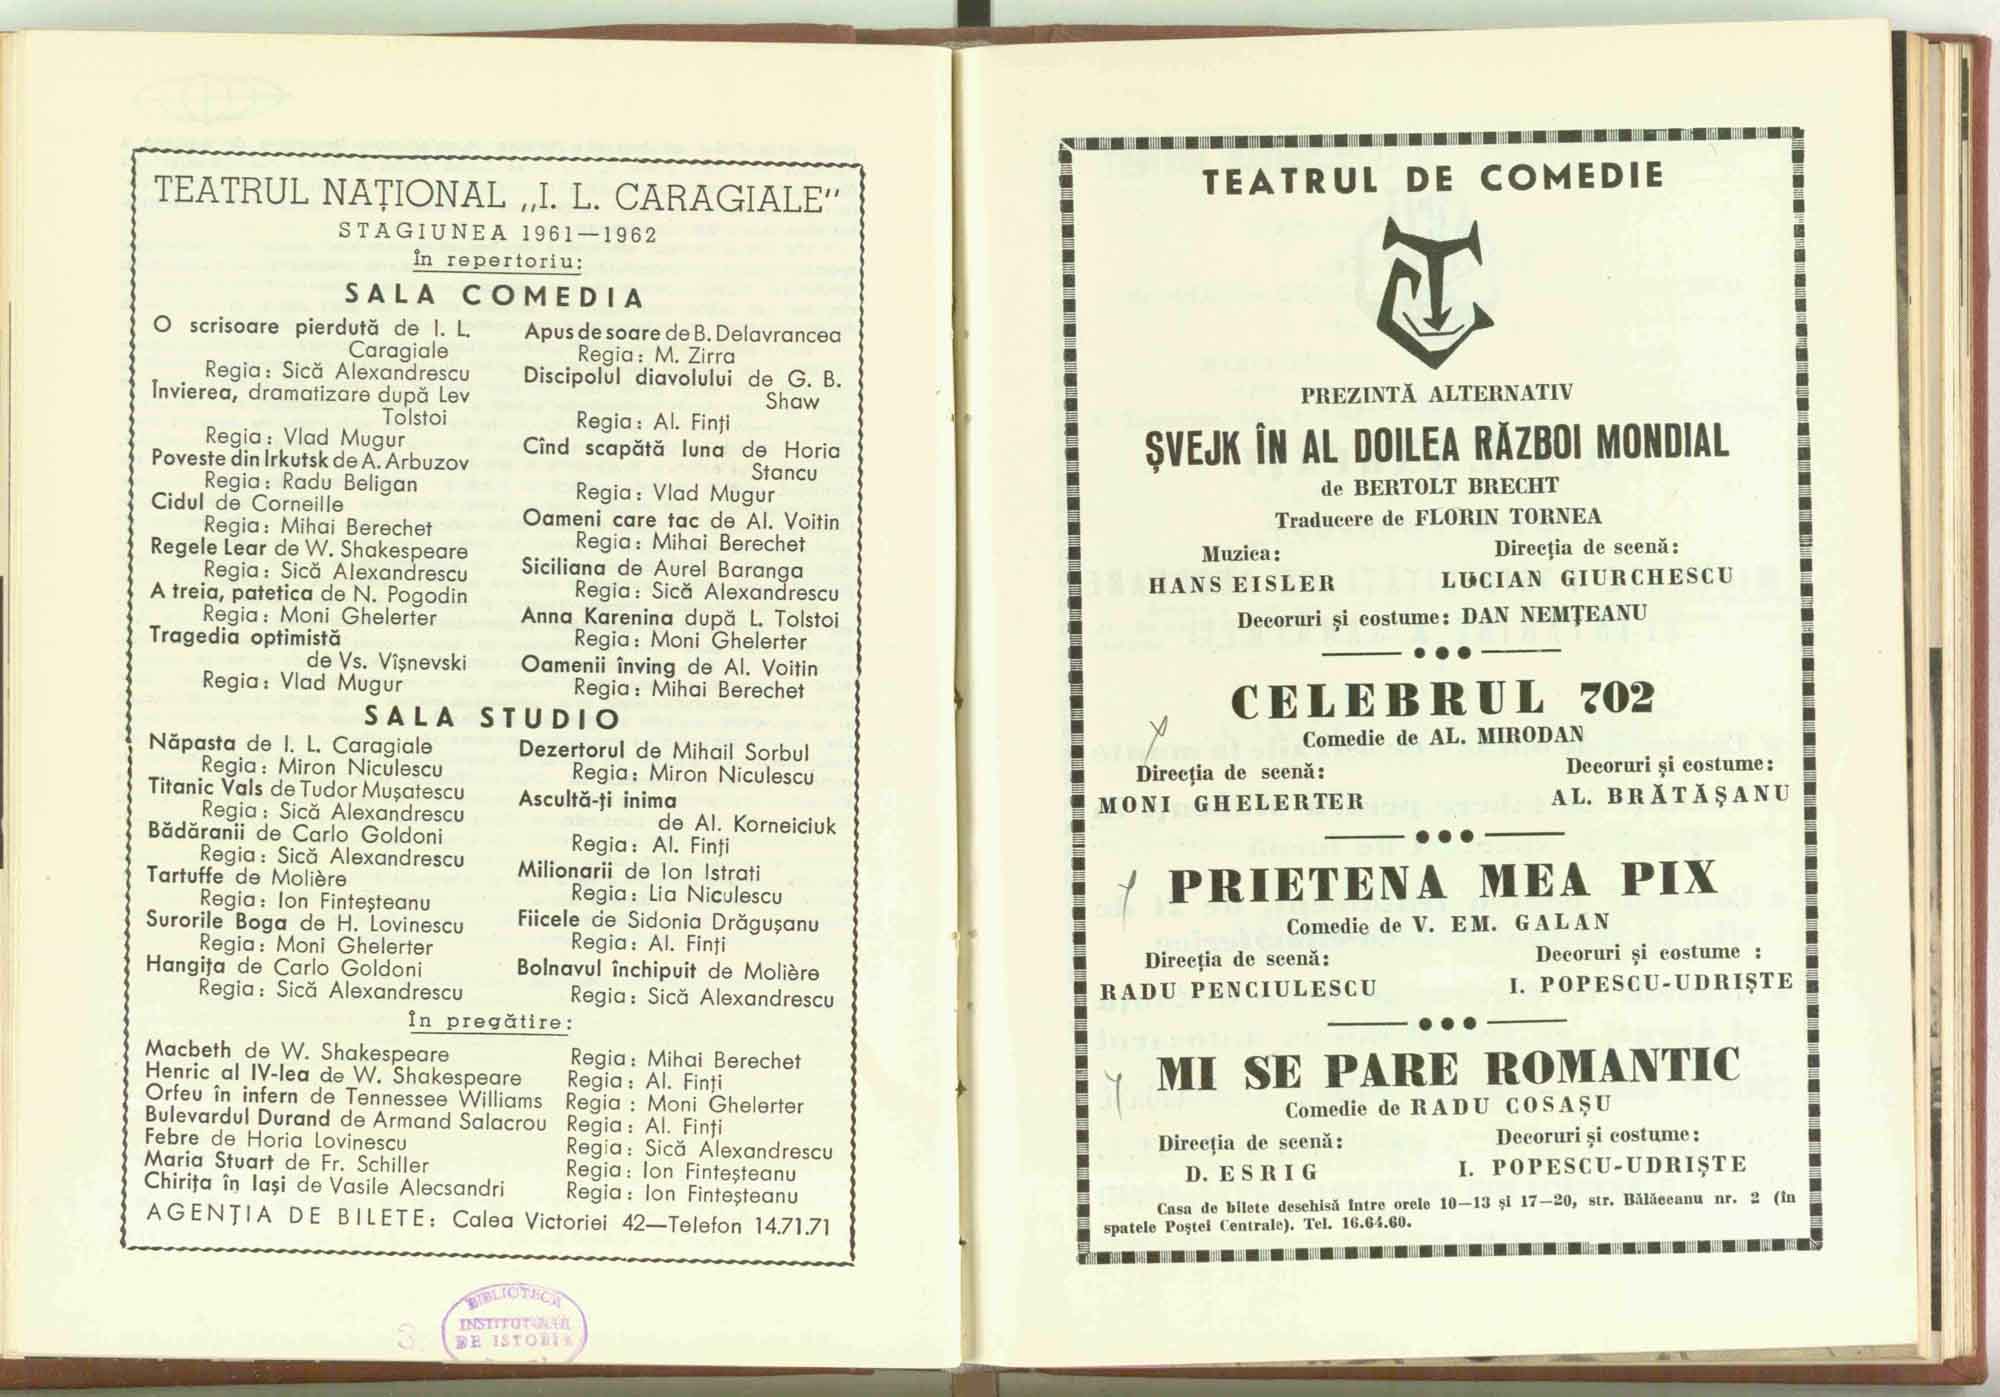 TEATRUL NAȚIONAL „I. L. CARAGIALE"
STAGIUNEA 1961—1962
în repertoriu:
SALA COMEDIA
O scrisoare pierdută de I. L.
Caragiale
Regia: Sică Alexandrescu
Învierea, dramatizare după Lev
Tolstoi
Regia: Vlad Mugur
Poveste din Irkutsk de A. Arbuzov
Regia: Radu Beligan
Cidul de Corneille
Regia: Mihai Berechet
Regele Lear de W. Shakespeare
Regia: Sică Alexandrescu
A treia, patetica de N. Pogodin
Regia: Moni Ghelerter
Tragedia optimistă
de Vs. Vîșnevski
Regia: Vlad Mugur
Apus de soare de B. Delavrancea
Regia: M. Zirra
Discipolul diavolului de G. B.
Shaw
Regia: Al. Finți
Cînd scapătă luna de Horia
Stancu
Regia: Vlad Mugur
Oameni care tac de Al. Voitin
Regia: Mihai Berechet
Siciliana de Aurel Baranga
Regia: Sică Alexandrescu
Anna Karenina după L. Tolstoi
Regia: Moni Ghelerter
Oamenii înving de Al. Voitin
Regia: Mihai Berechet
SALA STUDIO
Năpasta de I. L. Caragiale
Regia: Miron Niculescu
Titanic Vals de Tudor Mușatescu
Regia: Sică Alexandrescu
Bădăranii de Carlo Goldoni
Regia: Sică Alexandrescu
Tartuffe de Molière
Regia: Ion Finteșteanu
Surorile Boga de H. Lovinescu
Regia: Moni Ghelerter
Hangița de Carlo Goldoni
Regia: Sică Alexandrescu
Dezertorul de Mihail Sorbul
Regia: Miron Niculescu
Ascultă-ți inima
de Al. Korneiciuk
Regia: Al. Finți
Milionarii de Ion Istrati
Regia: Lia Niculescu
Fiicele de Sidonia Drăgușanu
Regia: Al. Finți
Bolnavul închipuit de Molière
Regia: Sică Alexandrescu
În pregătire:
Macbeth de W. Shakespeare Regia: Mihai Berechet
Henric al IV-lea de W. Shakespeare Regia: Al. Finți
Orfeu în infern de Tennessee Williams Regia : Moni Ghelerter
Bulevardul Durand de Armand Salacrou Regia: Al. Finți
Febre de Horia Lovinescu Regia: Sică Alexandrescu
Maria Stuart de Fr. Schiller Regia: Ion Finteșteanu
Chirița în Iași de Vasile Alecsandri Regia: Ion Finteșteanu
AGENȚIA DE BILETE: Calea Victoriei 42—Telefon 14.71.71
BIBLIOTECA
DE ISTORIA
TEATRUL DE COMEDIE
TC
PREZINTĂ ALTERNATIV
ȘVEJK ÎN AL DOILEA RĂZBOI MONDIAL
de BERTOLT BRECHT
Traducere de FLORIN TORNEA
Muzica: Direcția de scenă:
HANS EISLER LUCIAN GIURCHESCU
Decoruri și costume: DAN NEMȚEANU
CELEBRUL 702
Comedie de AL. MIRODAN
Direcția de scenă: Decoruri și costume:
MONI GHELERTER AL. BRĂTĂȘANU
PRIETENA MEA PIX
Comedie de V. EM. GALAN
Direcția de scenă: Decoruri și costume :
RADU PENCIULESCU I. POPESCU-UDRIȘTE
MI SE PARE ROMANTIC
Comedie de RADU COSAȘU
Direcția de scenă: Decoruri și costume:
D. ESRIG I. POPESCU-UDRIȘTE
Casa de bilete deschisă între orele 10—13 și 17—20, str. Bălăceanu nr. 2 (în
spatele Poștei Centrale). Tel. 16.64.60.